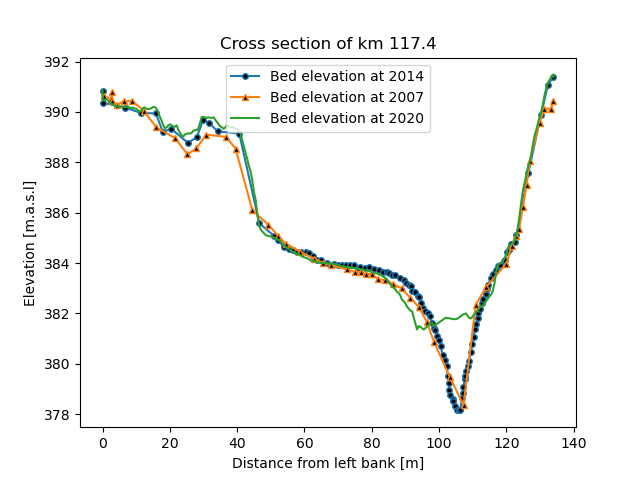 Cross section of km 117.4
Bed elevation at 2014
Bed elevation at 2007
Bed elevation at 2020
Elevation [m.a.s.l]
392
390
388
386
384
382
380
378
0 20 40 60 80 100 120 140
Distance from left bank [m]